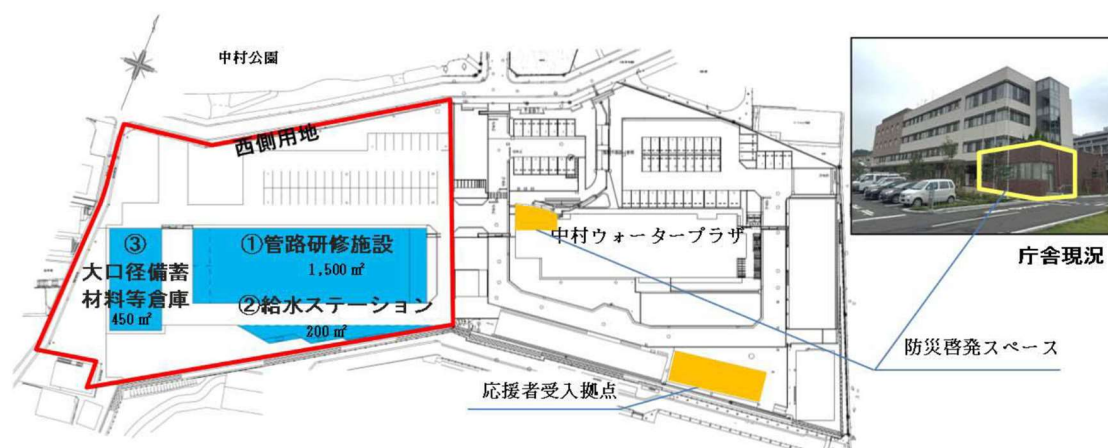 中村公園
西側用地
①管路研修施設
1,500㎡
②給水ステーション
200㎡
③
大口径備蓄
材料等倉庫
450㎡
中村ウォータープラザ
応援者受入拠点
防災啓発スペース
庁舎現況